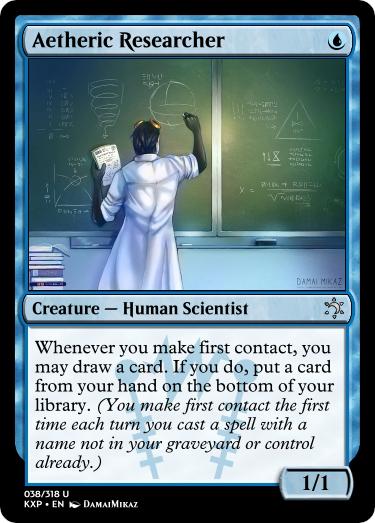 Aetheric Researcher
DAMAI MIKAZ
Creature — Human Scientist
Whenever you make first contact, you
may draw a card. If you do, put a card
from your hand on the bottom of your
library. (You make first contact the first
time each turn you cast a spell with a
name not in your graveyard or control
already.)
1/1
038/318 U
KXP • EN DAMAIMIKAZ